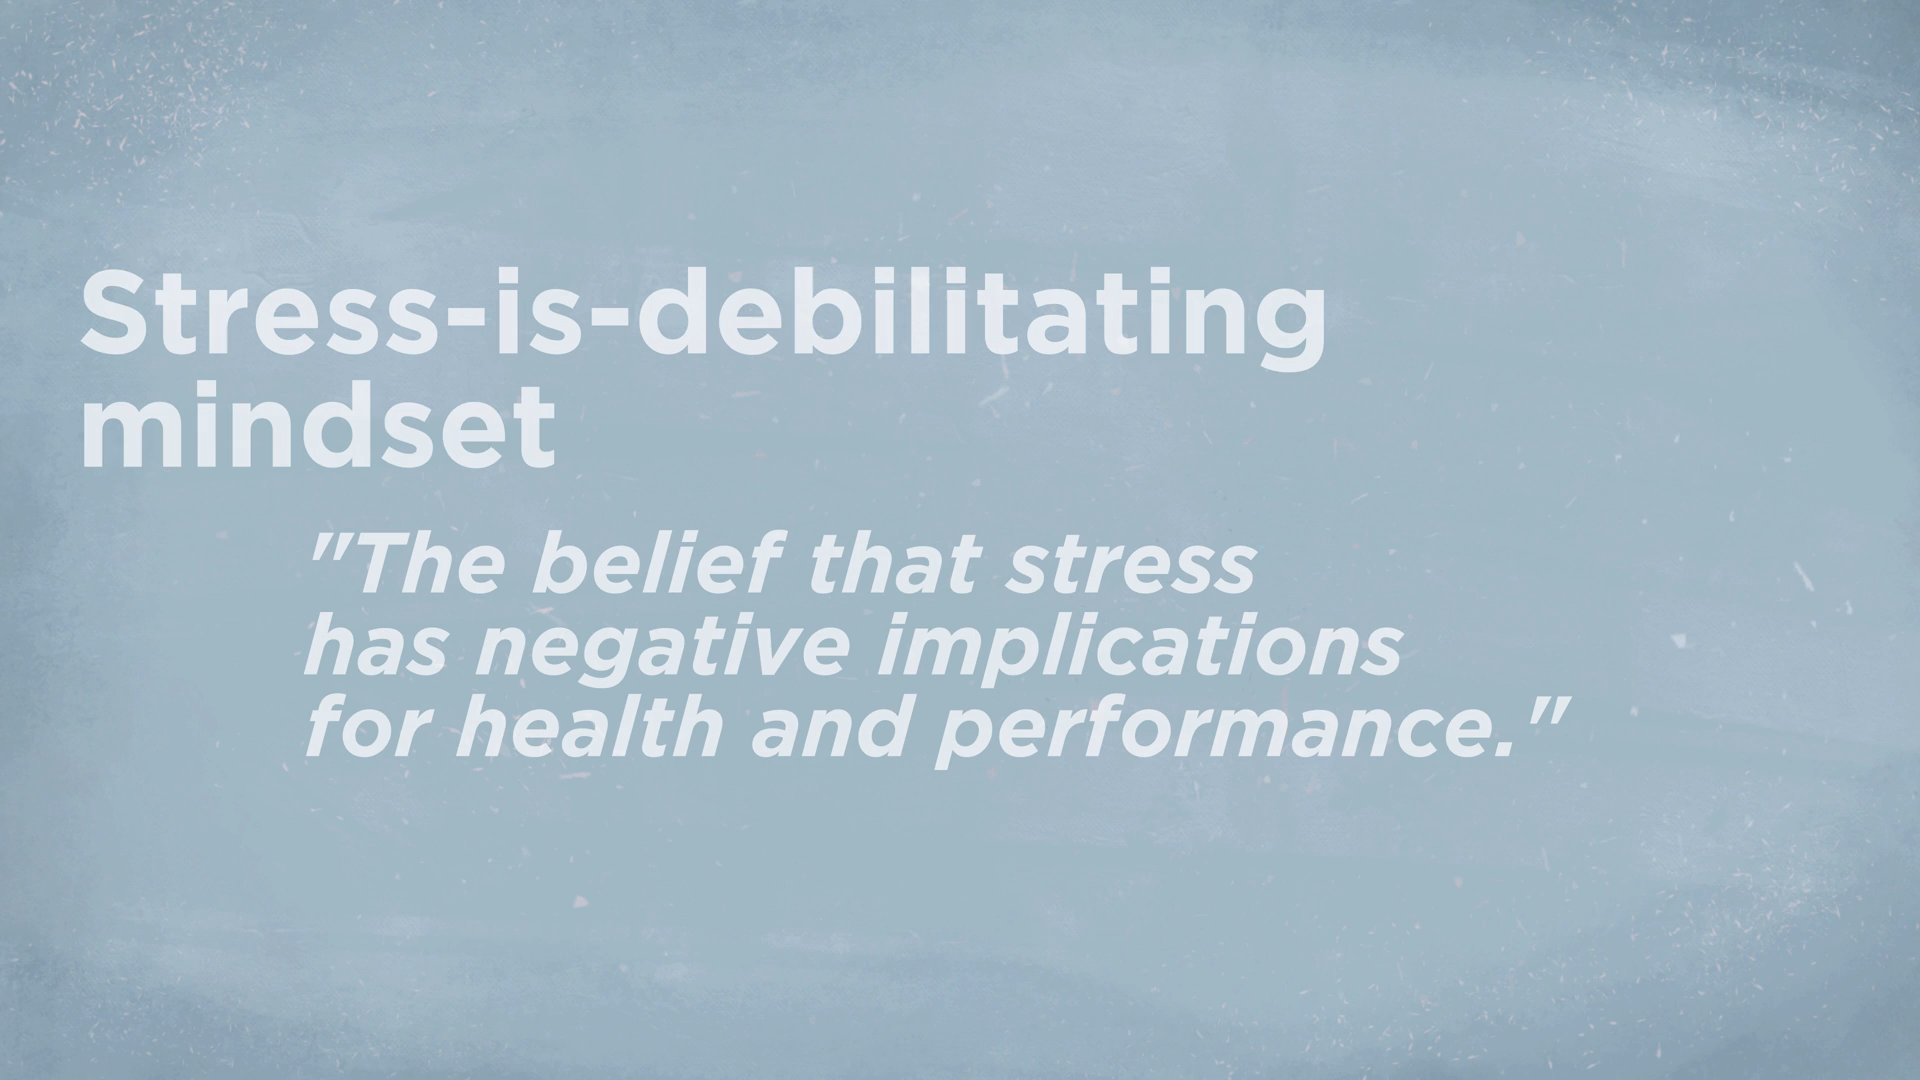 Stress-is-debilitating
mindset
"The belief that stress
has negative implications
for health and performance."